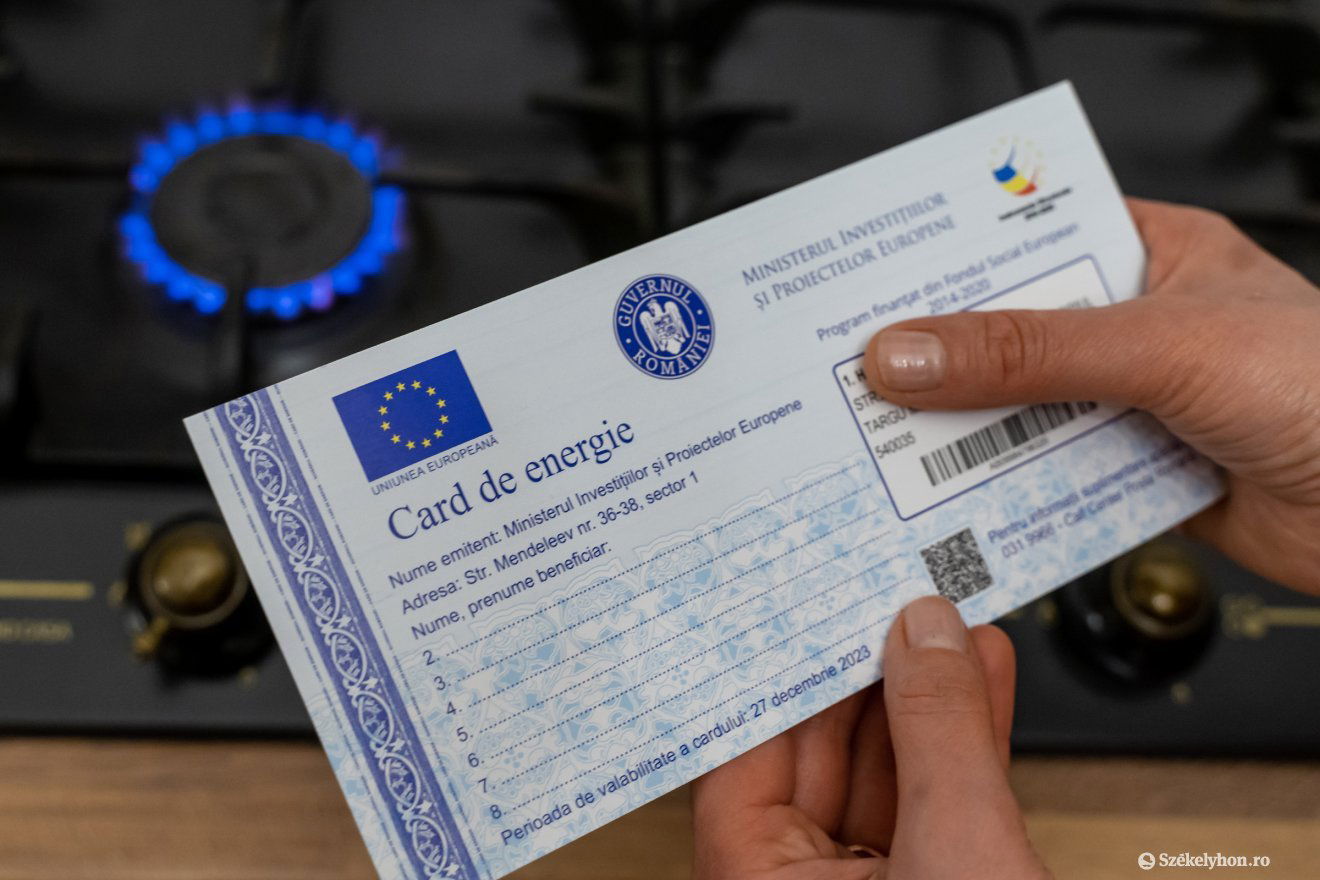 MINISTERUL INVESTIȚIILOR
ȘI PROIECTELOR EUROPENE
GUVERNUL
ROMÂNIEI
Program finanțat din Fondul Social European
2014-2020
UNIUNEA EUROPEANĂ
Card de energie
Nume emitent: Ministerul Investițiilor și Proiectelor Europene
Adresa: Str. Mendeleev nr. 36-38, sector 1
Nume, prenume beneficiar:
1.
STR
TARGU
540035
2.
3.
4.
5.
6.
7.
8.
Perioada de valabilitate a cardului: 27 decembrie 2023
Pentru informații suplimentare
031 9966 - Call Center Poșta
Székelyhon.ro